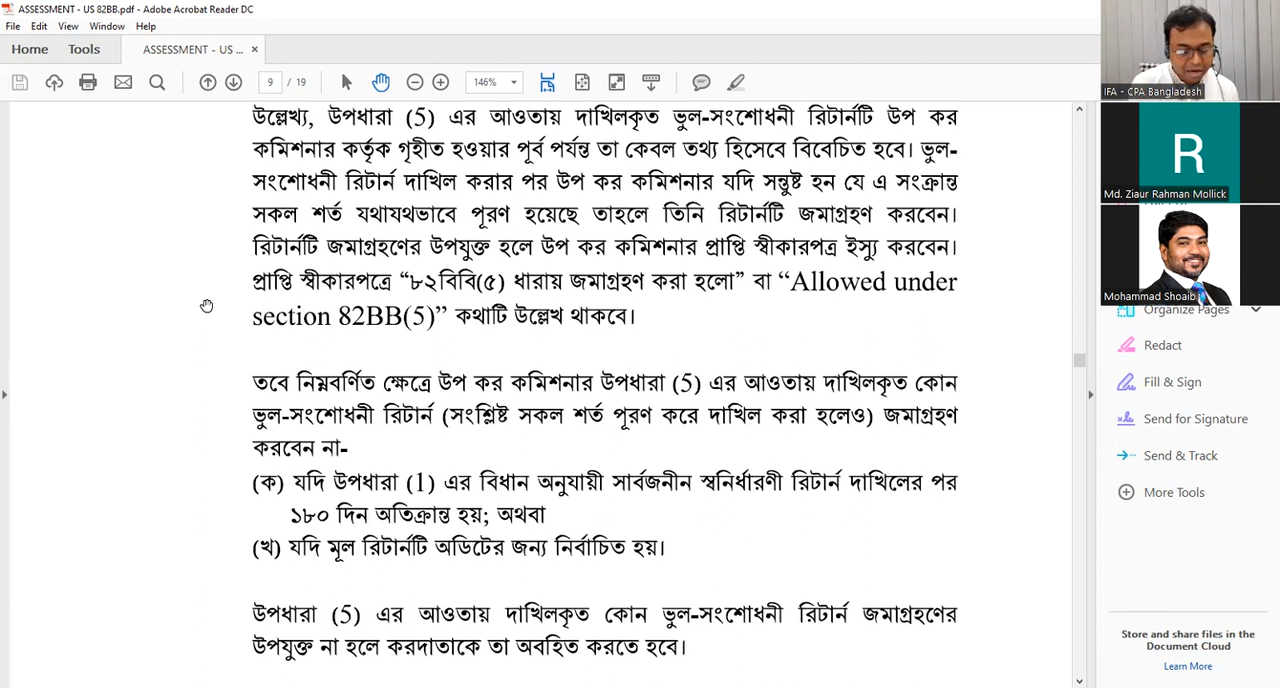 ASSESSMENT - US 82BB.pdf - Adobe Acrobat Reader DC
File Edit View Window Help
Home Tools ASSESSMENT - US ... ×
9 / 19 146%
উল্লেখ্য, উপধারা (5) এর আওতায় দাখিলকৃত ভুল-সংশোধনী রিটার্নটি উপ কর
কমিশনার কর্তৃক গৃহীত হওয়ার পূর্ব পর্যন্ত তা কেবল তথ্য হিসেবে বিবেচিত হবে। ভুল-
সংশোধনী রিটার্ন দাখিল করার পর উপ কর কমিশনার যদি সন্তুষ্ট হন যে এ সংক্রান্ত
সকল শর্ত যথাযথভাবে পূরণ হয়েছে তাহলে তিনি রিটার্নটি জমাগ্রহণ করবেন।
রিটার্নটি জমাগ্রহণের উপযুক্ত হলে উপ কর কমিশনার প্রাপ্তি স্বীকারপত্র ইস্যু করবেন।
প্রাপ্তি স্বীকারপত্রে “৮২বিবি(৫) ধারায় জমাগ্রহণ করা হলো” বা “Allowed under
section 82BB(5)” কথাটি উল্লেখ থাকবে।
তবে নিম্নবর্ণিত ক্ষেত্রে উপ কর কমিশনার উপধারা (5) এর আওতায় দাখিলকৃত কোন
ভুল-সংশোধনী রিটার্ন (সংশ্লিষ্ট সকল শর্ত পূরণ করে দাখিল করা হলেও) জমাগ্রহণ
করবেন না-
(ক) যদি উপধারা (1) এর বিধান অনুযায়ী সার্বজনীন স্বনির্ধারণী রিটার্ন দাখিলের পর
১৮০ দিন অতিক্রান্ত হয়; অথবা
(খ) যদি মূল রিটার্নটি অডিটের জন্য নির্বাচিত হয়।
উপধারা (5) এর আওতায় দাখিলকৃত কোন ভুল-সংশোধনী রিটার্ন জমাগ্রহণের
উপযুক্ত না হলে করদাতাকে তা অবহিত করতে হবে।
IFA - CPA Bangladesh
R
Md. Ziaur Rahman Mollick
Mohammad Shoaib
Organize Pages
Redact
Fill & Sign
Send for Signature
Send & Track
More Tools
Store and share files in the
Document Cloud
Learn More